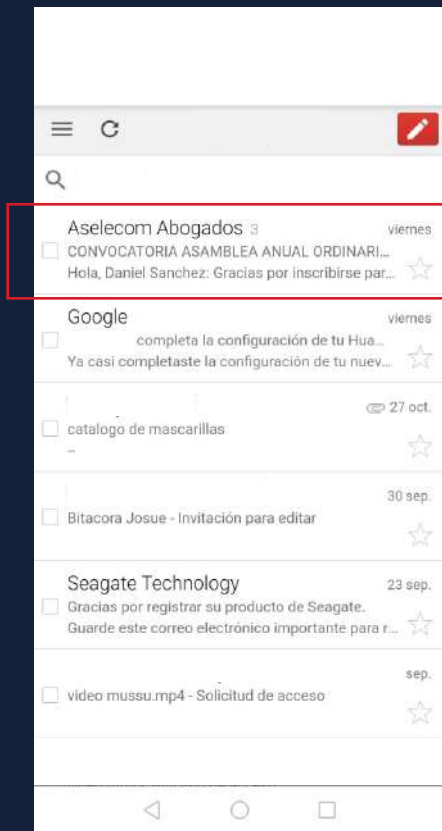 Aselecom Abogados 3 viernes
CONVOCATORIA ASAMBLEA ANUAL ORDINARI...
Hola, Daniel Sanchez: Gracias por inscribirse par...
Google viernes
completa la configuración de tu Hua...
Ya casi completaste la configuración de tu nuev...
27 oct.
catalogo de mascarillas
30 sep.
Bitacora Josue - Invitación para editar
Seagate Technology 23 sep.
Gracias por registrar su producto de Seagate.
Guarde este correo electrónico importante para r...
sep.
video mussu.mp4 - Solicitud de acceso